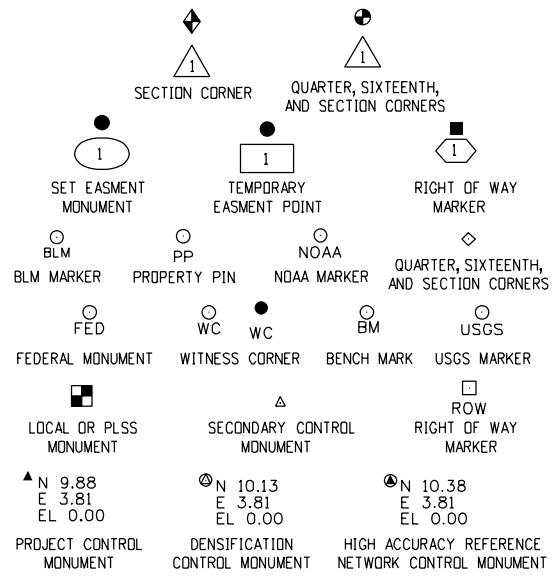 1
1
SECTION CORNER
QUARTER, SIXTEENTH,
AND SECTION CORNERS
1
1
1
SET EASMENT
MONUMENT
TEMPORARY
EASMENT POINT
RIGHT OF WAY
MARKER
BLM
PP
NOAA
BLM MARKER
PROPERTY PIN
NOAA MARKER
QUARTER, SIXTEENTH,
AND SECTION CORNERS
FED
WC
WC
BM
USGS
FEDERAL MONUMENT
WITNESS CORNER
BENCH MARK
USGS MARKER
ROW
LOCAL OR PLSS
MONUMENT
SECONDARY CONTROL
MONUMENT
RIGHT OF WAY
MARKER
N 9.88
E 3.81
EL 0.00
N 10.13
E 3.81
EL 0.00
N 10.38
E 3.81
EL 0.00
PROJECT CONTROL
MONUMENT
DENSIFICATION
CONTROL MONUMENT
HIGH ACCURACY REFERENCE
NETWORK CONTROL MONUMENT